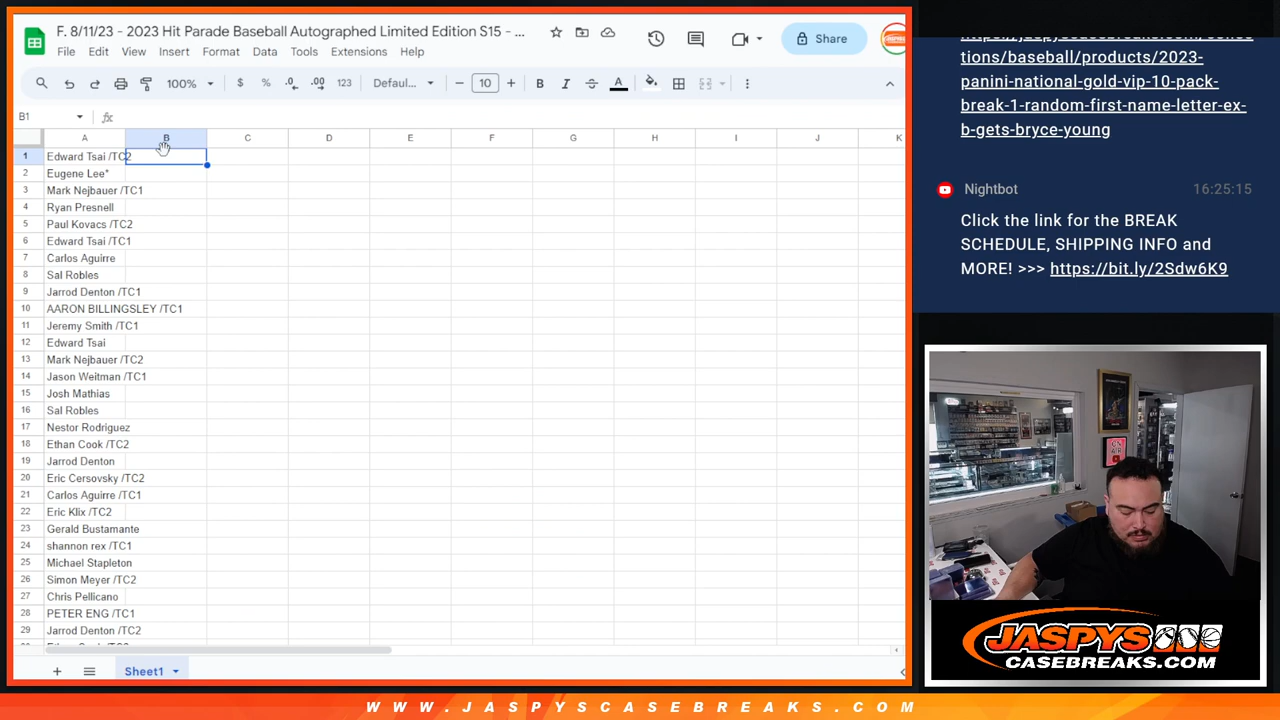 F. 8/11/23 - 2023 Hit Parade Baseball Autographed Limited Edition S15 - ...
File Edit View Insert Format Data Tools Extensions Help
Share
100% $ % .0 .00 123 Defaul... 10 B I A
B1 fx
A B C D E F G H I J K
1 Edward Tsai /TC2
2 Eugene Lee*
3 Mark Nejbauer /TC1
4 Ryan Presnell
5 Paul Kovacs /TC2
6 Edward Tsai /TC1
7 Carlos Aguirre
8 Sal Robles
9 Jarrod Denton /TC1
10 AARON BILLINGSLEY /TC1
11 Jeremy Smith /TC1
12 Edward Tsai
13 Mark Nejbauer /TC2
14 Jason Weitman /TC1
15 Josh Mathias
16 Sal Robles
17 Nestor Rodriguez
18 Ethan Cook /TC2
19 Jarrod Denton
20 Eric Cersovsky /TC2
21 Carlos Aguirre /TC1
22 Eric Klix /TC2
23 Gerald Bustamante
24 shannon rex /TC1
25 Michael Stapleton
26 Simon Meyer /TC2
27 Chris Pellicano
28 PETER ENG /TC1
29 Jarrod Denton /TC2
Sheet1
tions/baseball/products/2023-
panini-national-gold-vip-10-pack-
break-1-random-first-name-letter-ex-
b-gets-bryce-young
Nightbot 16:25:15
Click the link for the BREAK
SCHEDULE, SHIPPING INFO and
MORE! >>> https://bit.ly/2Sdw6K9
JASPYS
CASEBREAKS.COM
WWW.JASPYSCASEBREAKS.COM